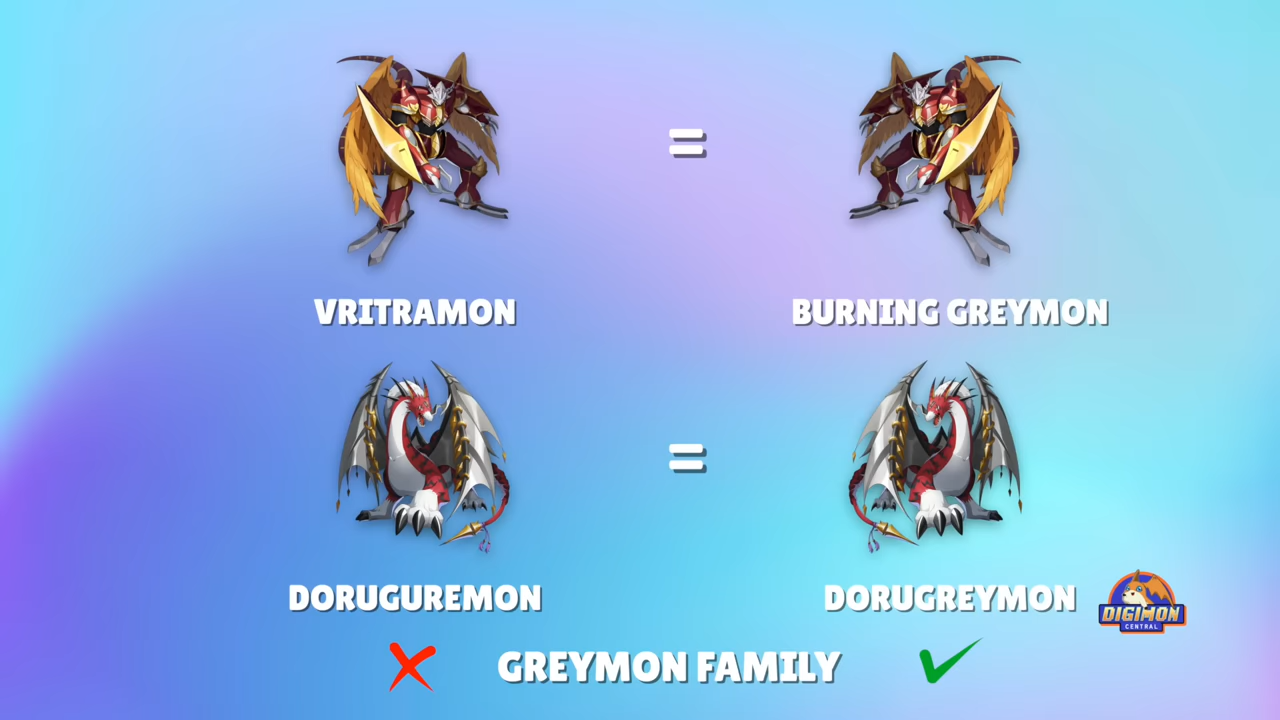 =
=
VRITRAMON
BURNING GREYMON
DORUGUREMON
DORUGREYMON
DIGIMON
CENTRAL
GREYMON FAMILY